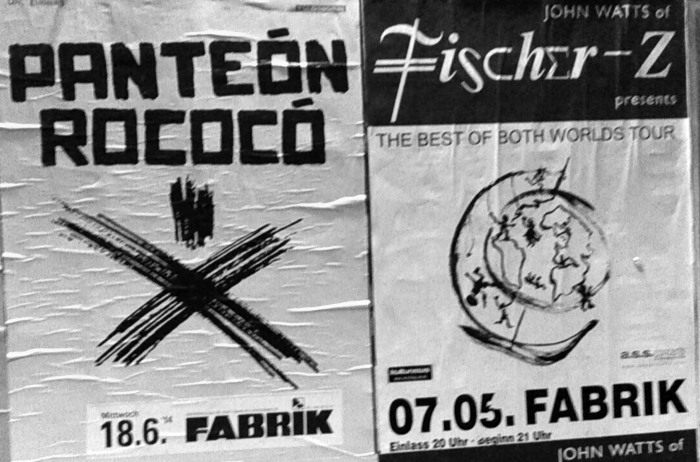 PANTEÓN
ROCOCÓ
Mittwoch
18.6.'14 FABRIK
JOHN WATTS of
Fischer-Z
presents
THE BEST OF BOTH WORLDS TOUR
a.s.s.
07.05. FABRIK
Einlass 20 Uhr - Beginn 21 Uhr
JOHN WATTS of